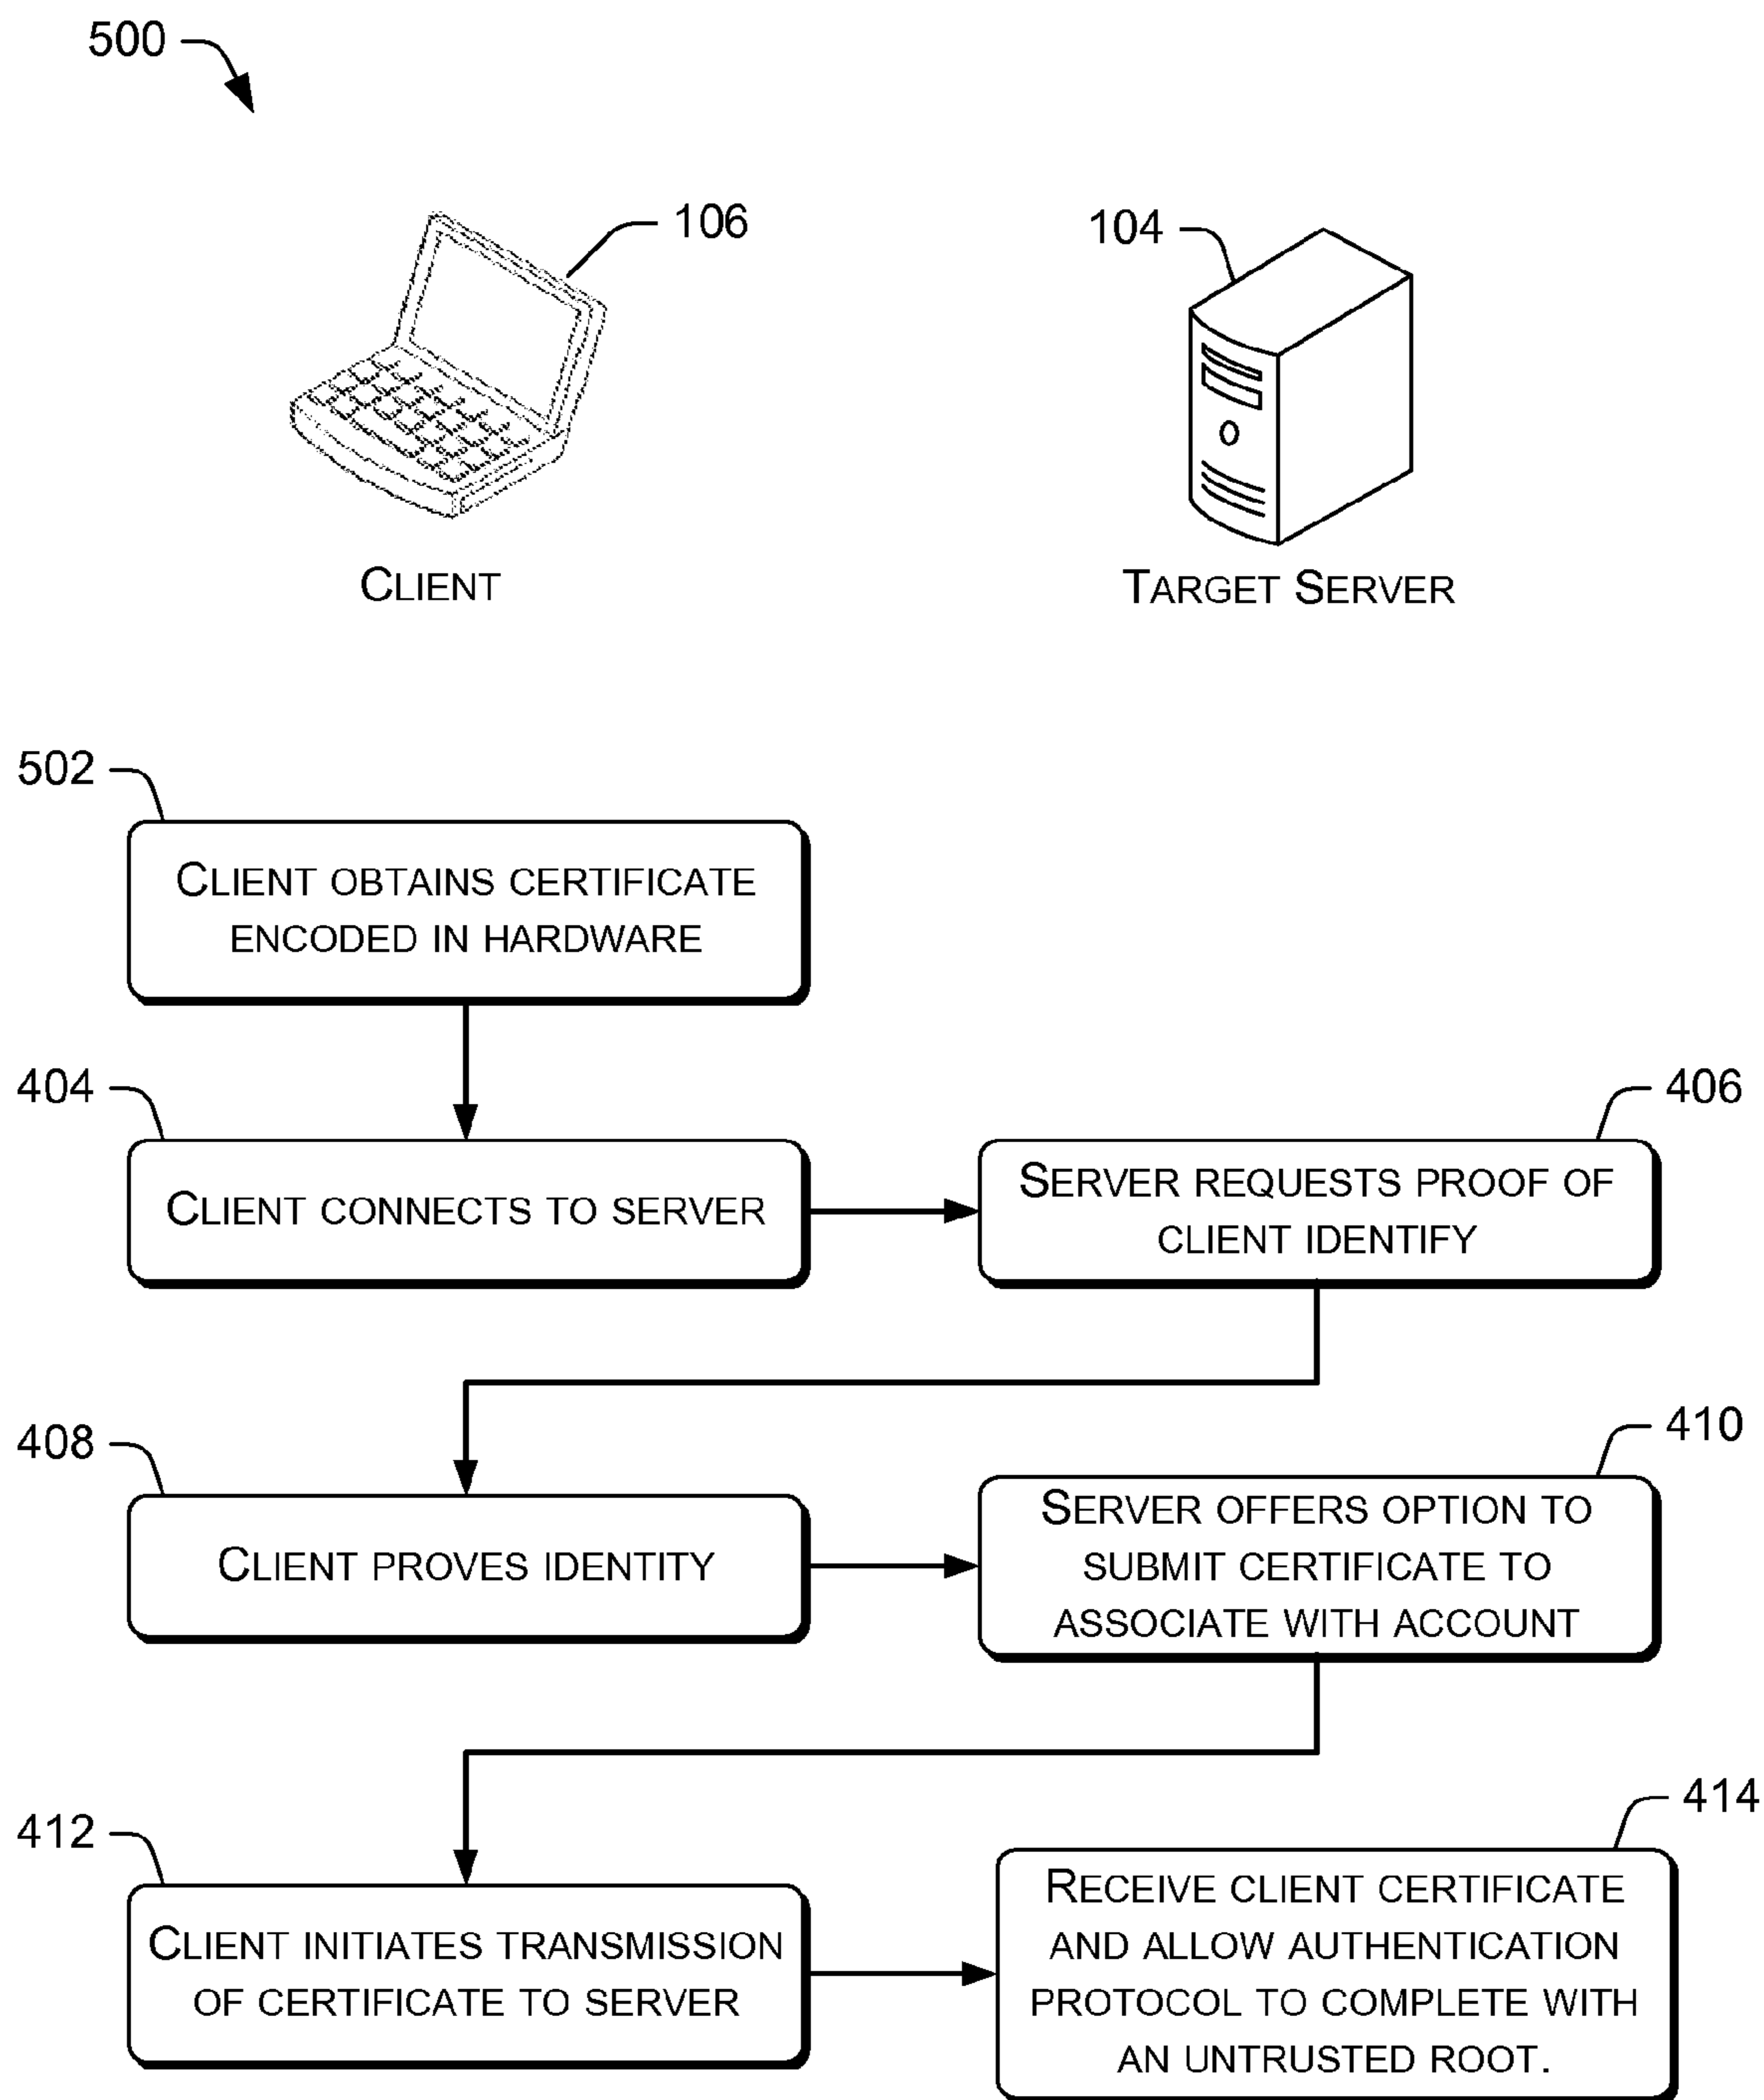 500
106
104
CLIENT
TARGET SERVER
502
CLIENT OBTAINS CERTIFICATE
ENCODED IN HARDWARE
404
406
CLIENT CONNECTS TO SERVER
SERVER REQUESTS PROOF OF
CLIENT IDENTIFY
408
410
CLIENT PROVES IDENTITY
SERVER OFFERS OPTION TO
SUBMIT CERTIFICATE TO
ASSOCIATE WITH ACCOUNT
412
414
CLIENT INITIATES TRANSMISSION
OF CERTIFICATE TO SERVER
RECEIVE CLIENT CERTIFICATE
AND ALLOW AUTHENTICATION
PROTOCOL TO COMPLETE WITH
AN UNTRUSTED ROOT.